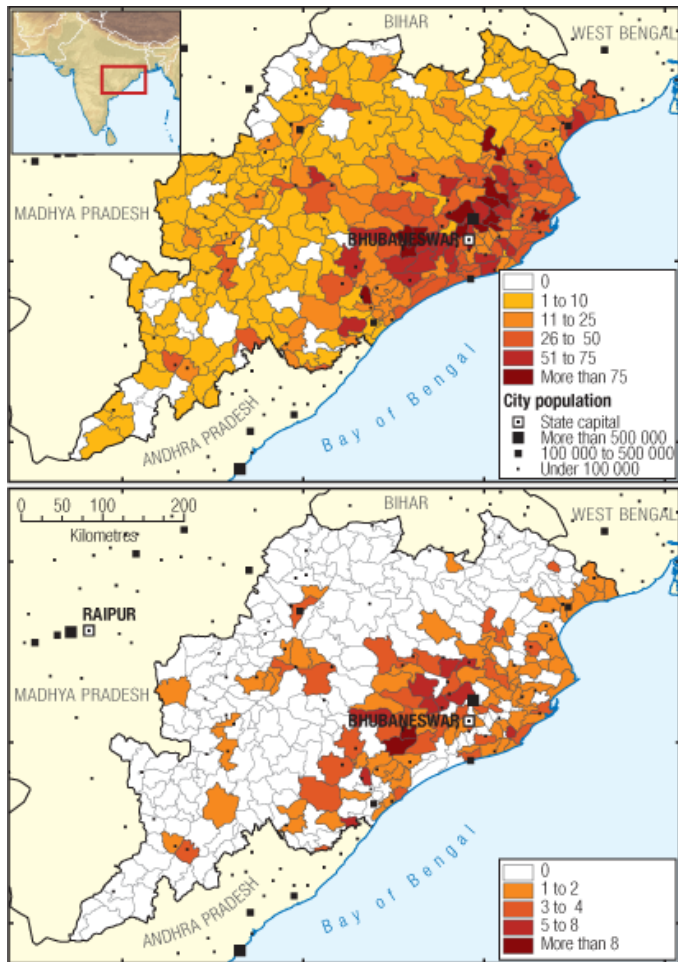 BIHAR
WEST BENGAL
MADHYA PRADESH
BHUBANESWAR
ANDHRA PRADESH
Bay of Bengal
0
1 to 10
11 to 25
26 to 50
51 to 75
More than 75
City population
State capital
More than 500 000
100 000 to 500 000
Under 100 000
0 50 100 200
Kilometres
BIHAR
WEST BENGAL
RAIPUR
MADHYA PRADESH
BHUBANESWAR
ANDHRA PRADESH
Bay of Bengal
0
1 to 2
3 to 4
5 to 8
More than 8